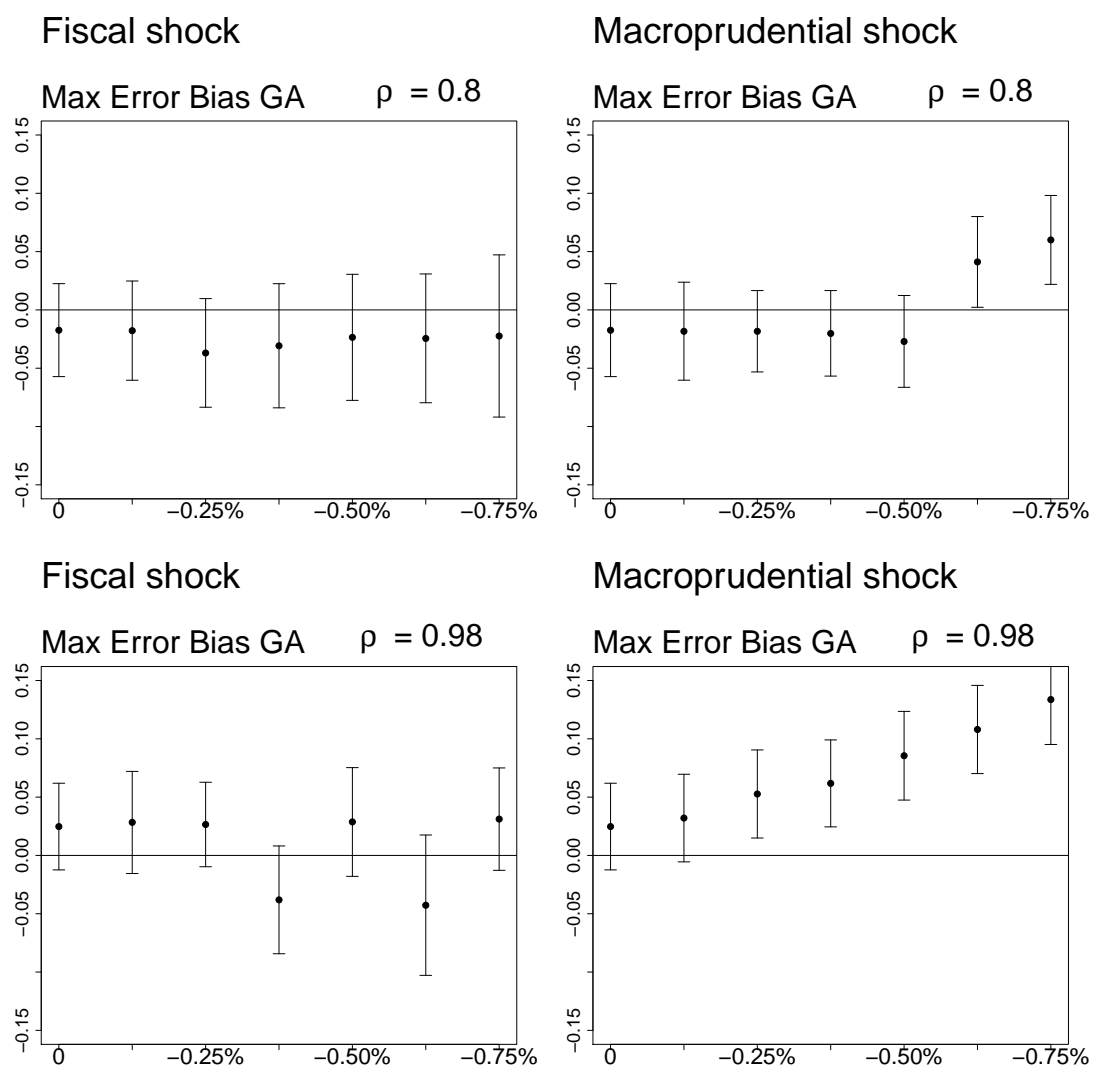 Fiscal shock
Macroprudential shock
Max Error Bias GA ρ = 0.8
Max Error Bias GA ρ = 0.8
0.15
0.10
0.05
0.00
−0.05
−0.15
0 −0.25% −0.50% −0.75%
0.15
0.10
0.05
0.00
−0.05
−0.15
0 −0.25% −0.50% −0.75%
Fiscal shock
Macroprudential shock
Max Error Bias GA ρ = 0.98
Max Error Bias GA ρ = 0.98
0.15
0.10
0.05
0.00
−0.05
−0.15
0 −0.25% −0.50% −0.75%
0.15
0.10
0.05
0.00
−0.05
−0.15
0 −0.25% −0.50% −0.75%